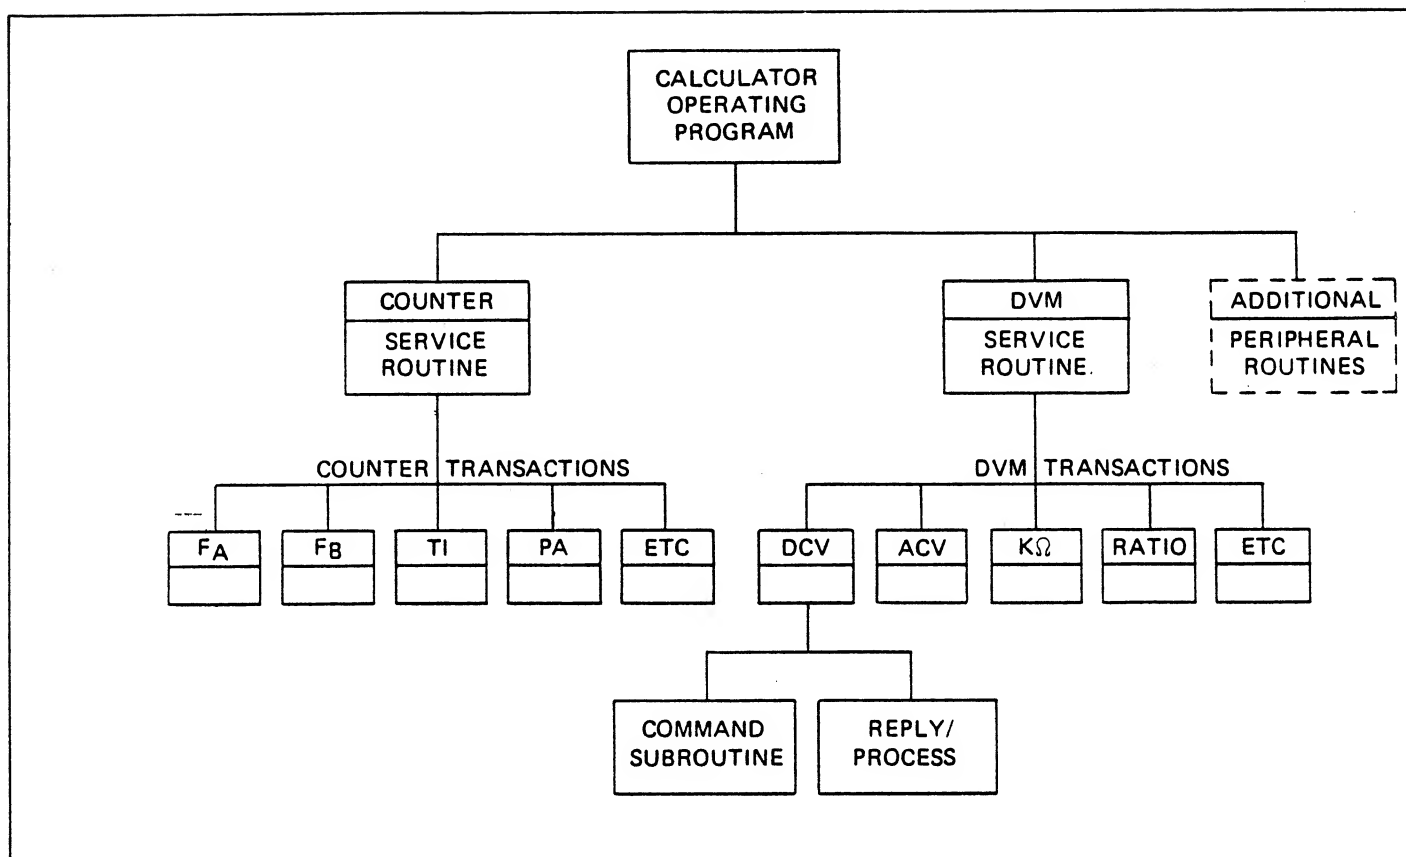 CALCULATOR
OPERATING
PROGRAM
COUNTER
SERVICE
ROUTINE
DVM
SERVICE
ROUTINE.
ADDITIONAL
PERIPHERAL
ROUTINES
COUNTER TRANSACTIONS
DVM TRANSACTIONS
FA
FB
TI
PA
ETC
DCV
ACV
KΩ
RATIO
ETC
COMMAND
SUBROUTINE
REPLY/
PROCESS